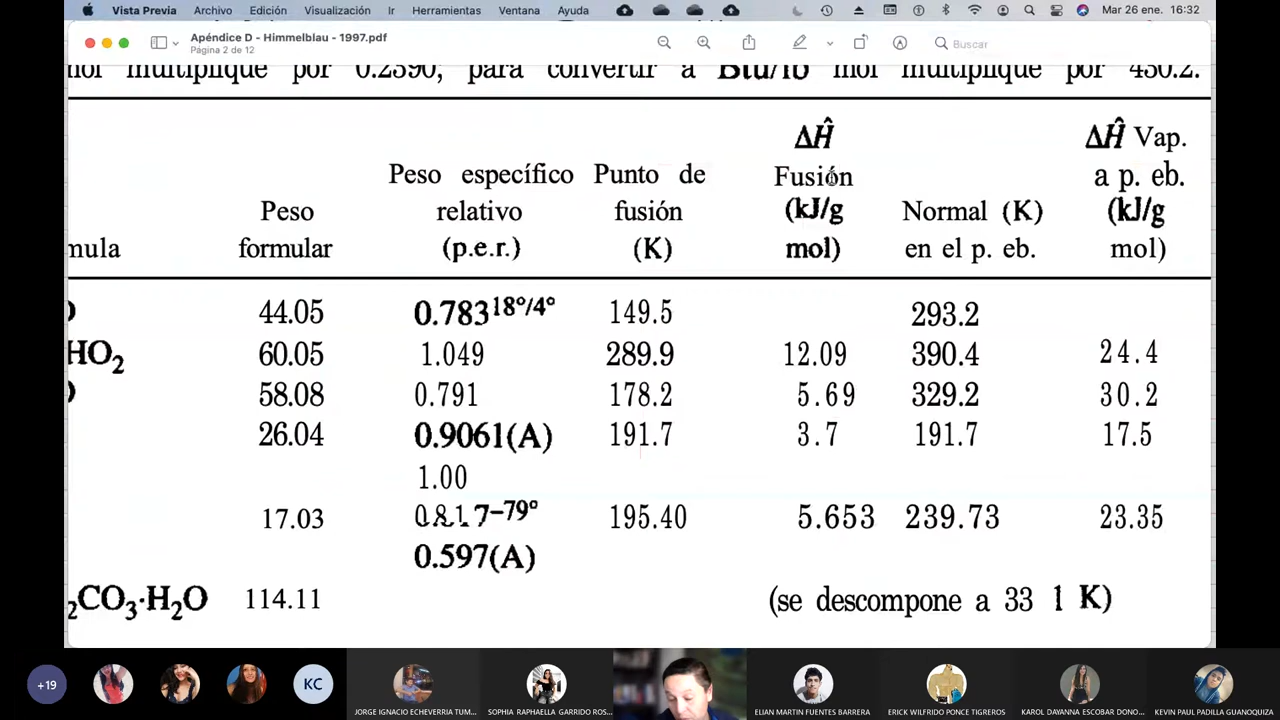 Vista Previa Archivo Edición Visualización Ir Herramientas Ventana Ayuda Mar 26 ene. 16:32
Apéndice D - Himmelblau - 1997.pdf
Página 2 de 12
Buscar
mol multiplique por 0.2390, para convertir a Btu/lb mol multiplique por 430.2.
ΔĤ ΔĤ Vap.
Peso específico Punto de Fusión a p. eb.
Peso relativo fusión (kJ/g Normal (K) (kJ/g
mula formular (p.e.r.) (K) mol) en el p. eb. mol)
O 44.05 0.783¹⁸°/⁴° 149.5 293.2
HO₂ 60.05 1.049 289.9 12.09 390.4 24.4
O 58.08 0.791 178.2 5.69 329.2 30.2
26.04 0.9061(A) 191.7 3.7 191.7 17.5
1.00
17.03 0.817⁻⁷⁹° 195.40 5.653 239.73 23.35
0.597(A)
₂CO₃·H₂O 114.11 (se descompone a 33 1 K)
+19 KC
JORGE IGNACIO ECHEVERRIA TUM... SOPHIA RAPHAELLA GARRIDO ROS... ELIAN MARTIN FUENTES BARRERA ERICK WILFRIDO PONCE TIGREROS KAROL DAYANNA ESCOBAR DONO... KEVIN PAUL PADILLA GUANOQUIZA